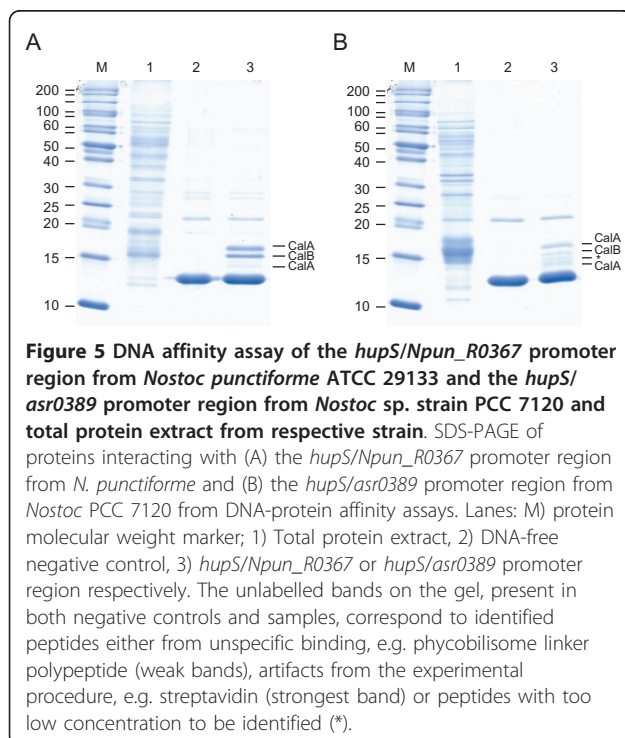 A B
M 1 2 3 M 1 2 3
200 200
100 100
60 60
50 50
40 40
30 30
25 25
20 20
CalA CalA
CalB CalB
15 * 15
CalA CalA
10 10
Figure 5 DNA affinity assay of the hupS/Npun_R0367 promoter
region from Nostoc punctiforme ATCC 29133 and the hupS/
asr0389 promoter region from Nostoc sp. strain PCC 7120 and
total protein extract from respective strain. SDS-PAGE of
proteins interacting with (A) the hupS/Npun_R0367 promoter region
from N. punctiforme and (B) the hupS/asr0389 promoter region from
Nostoc PCC 7120 from DNA-protein affinity assays. Lanes: M) protein
molecular weight marker; 1) Total protein extract, 2) DNA-free
negative control, 3) hupS/Npun_R0367 or hupS/asr0389 promoter
region respectively. The unlabelled bands on the gel, present in
both negative controls and samples, correspond to identified
peptides either from unspecific binding, e.g. phycobilisome linker
polypeptide (weak bands), artifacts from the experimental
procedure, e.g. streptavidin (strongest band) or peptides with too
low concentration to be identified (*).